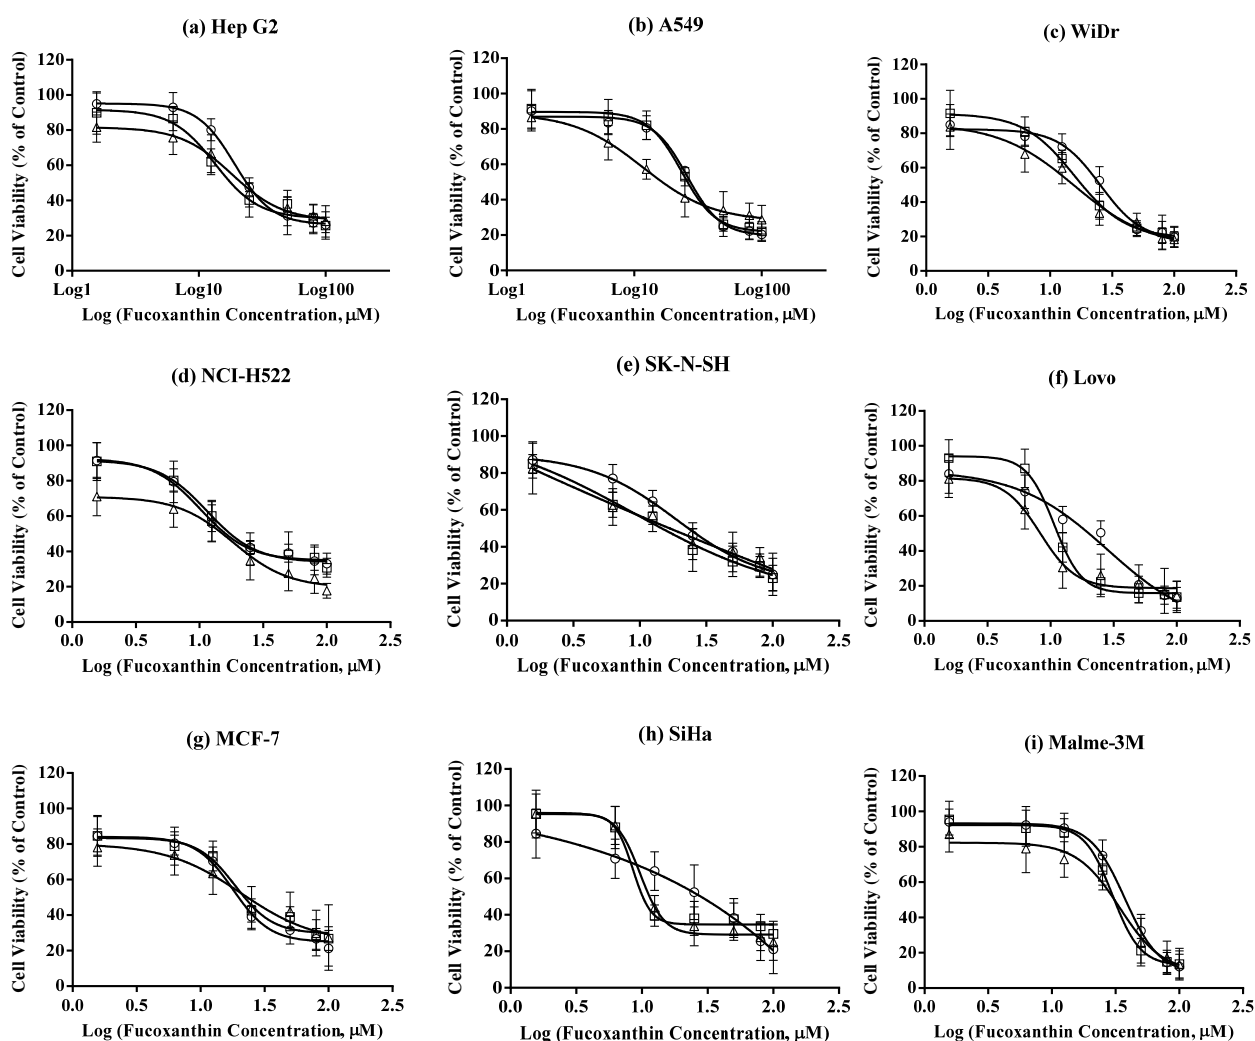 (a) Hep G2
Cell Viability (% of Control)
120
100
80
60
40
20
0
Log1 Log10 Log100
Log (Fucoxanthin Concentration, μM)
(b) A549
Cell Viability (% of Control)
120
100
80
60
40
20
0
Log1 Log10 Log100
Log (Fucoxanthin Concentration, μM)
(c) WiDr
Cell Viability (% of Control)
120
100
80
60
40
20
0
0.0 0.5 1.0 1.5 2.0 2.5
Log (Fucoxanthin Concentration, μM)
(d) NCI-H522
Cell Viability (% of Control)
120
100
80
60
40
20
0
0.0 0.5 1.0 1.5 2.0 2.5
Log (Fucoxanthin Concentration, μM)
(e) SK-N-SH
Cell Viability (% of Control)
120
100
80
60
40
20
0
0.0 0.5 1.0 1.5 2.0 2.5
Log (Fucoxanthin Concentration, μM)
(f) Lovo
Cell Viability (% of Control)
120
100
80
60
40
20
0
0.0 0.5 1.0 1.5 2.0 2.5
Log (Fucoxanthin Concentration, μM)
(g) MCF-7
Cell Viability (% of Control)
120
100
80
60
40
20
0
0.0 0.5 1.0 1.5 2.0 2.5
Log (Fucoxanthin Concentration, μM)
(h) SiHa
Cell Viability (% of Control)
120
100
80
60
40
20
0
0.0 0.5 1.0 1.5 2.0 2.5
Log (Fucoxanthin Concentration, μM)
(i) Malme-3M
Cell Viability (% of Control)
120
100
80
60
40
20
0
0.0 0.5 1.0 1.5 2.0 2.5
Log (Fucoxanthin Concentration, μM)